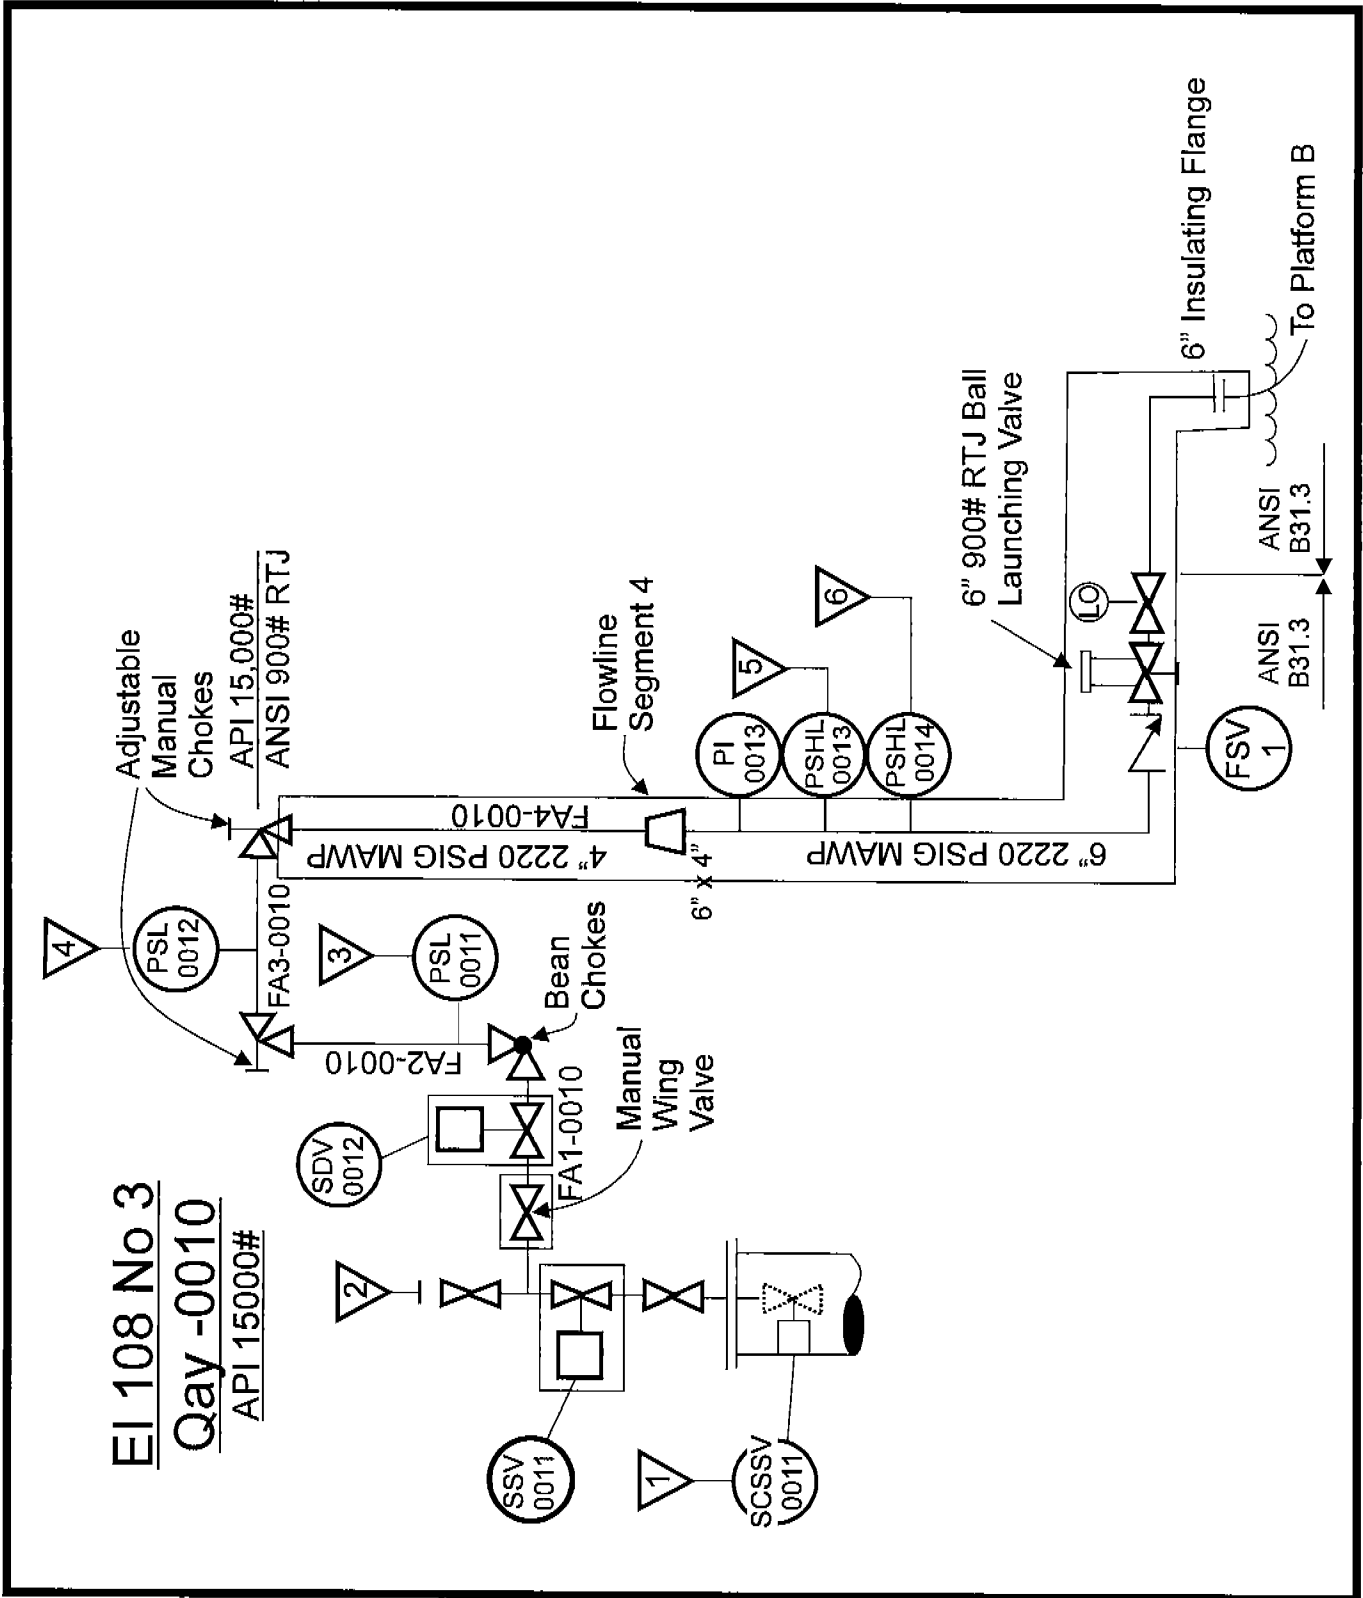 EI 108 No 3
Qay -0010
API 15000#
SSV
0011
1
SCSSV
0011
2
SDV
0012
FA1-0010
Manual
Wing
Valve
Bean
Chokes
FA2-0010
3
PSL
0011
4
PSL
0012
FA3-0010
Adjustable
Manual
Chokes
API 15,000#
ANSI 900# RTJ
FA4-0010
4" 2220 PSIG MAWP
Flowline
Segment 4
6" x 4"
PI
0013
5
PSHL
0013
6
PSHL
0014
6" 2220 PSIG MAWP
FSV
1
6" 900# RTJ Ball
Launching Valve
LO
ANSI
B31.3
ANSI
B31.3
6" Insulating Flange
To Platform B